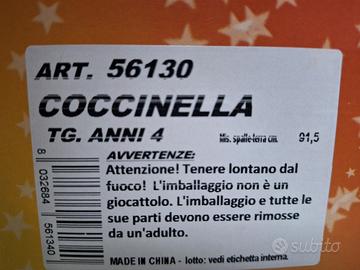 ART. 56130
COCCINELLA
TG. ANNI 4
Mis. spalle-terra cm. 91,5
AVVERTENZE:
Attenzione! Tenere lontano dal
fuoco! L'imballaggio non è un
giocattolo. L'imballaggio e tutte le
sue parti devono essere rimosse
da un'adulto.
MADE IN CHINA - lotto: vedi etichetta interna.
8 032684 561340
subito